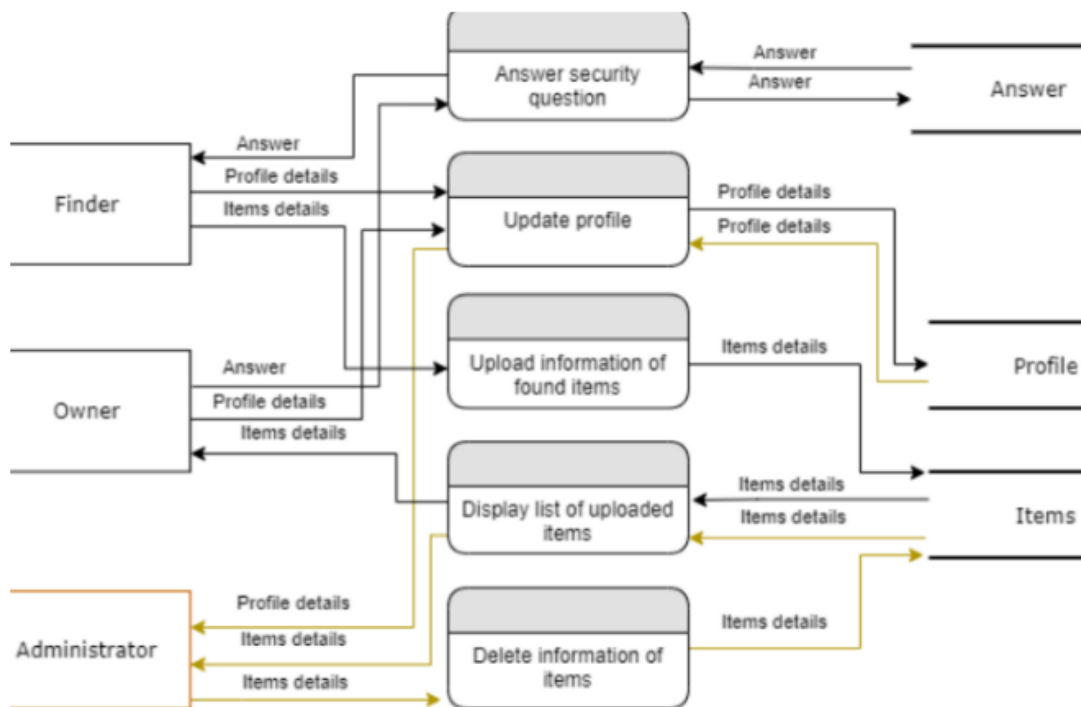 Answer security
question
Answer
Answer
Answer
Answer
Finder
Profile details
Items details
Update profile
Profile details
Profile details
Upload information of
found items
Items details
Profile
Owner
Answer
Profile details
Items details
Display list of uploaded
items
Items details
Items details
Items
Administrator
Profile details
Items details
Items details
Delete information of
items
Items details